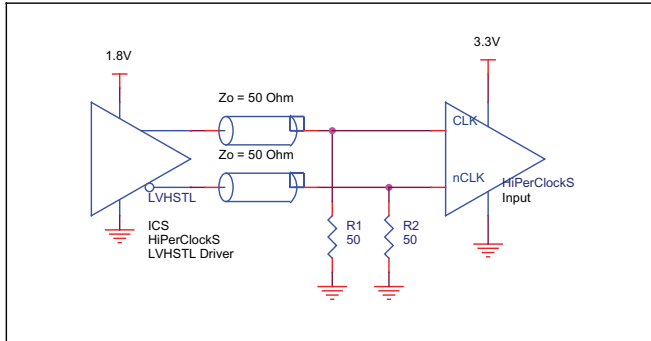 1.8V
3.3V
Zo = 50 Ohm
CLK
Zo = 50 Ohm
nCLK
LVHSTL
HiPerClockS
Input
ICS
HiPerClockS
LVHSTL Driver
R1
50
R2
50